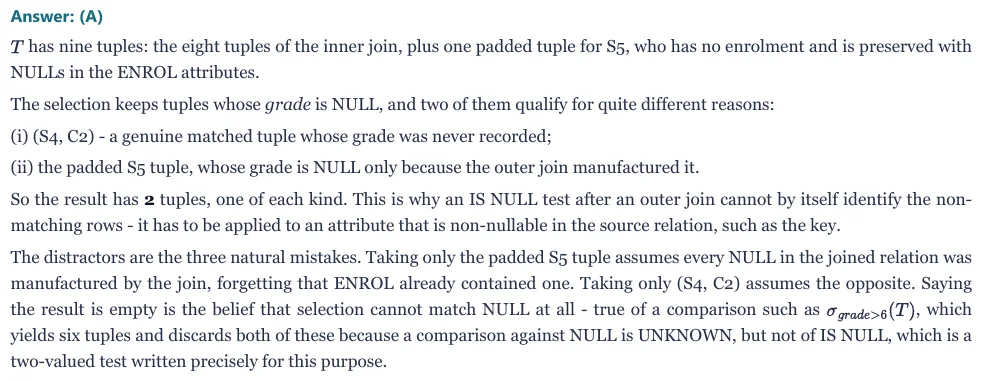 Answer: (A)
T has nine tuples: the eight tuples of the inner join, plus one padded tuple for S5, who has no enrolment and is preserved with
NULLs in the ENROL attributes.
The selection keeps tuples whose grade is NULL, and two of them qualify for quite different reasons:
(i) (S4, C2) - a genuine matched tuple whose grade was never recorded;
(ii) the padded S5 tuple, whose grade is NULL only because the outer join manufactured it.
So the result has 2 tuples, one of each kind. This is why an IS NULL test after an outer join cannot by itself identify the non-
matching rows - it has to be applied to an attribute that is non-nullable in the source relation, such as the key.
The distractors are the three natural mistakes. Taking only the padded S5 tuple assumes every NULL in the joined relation was
manufactured by the join, forgetting that ENROL already contained one. Taking only (S4, C2) assumes the opposite. Saying
the result is empty is the belief that selection cannot match NULL at all - true of a comparison such as σgrade>6(T), which
yields six tuples and discards both of these because a comparison against NULL is UNKNOWN, but not of IS NULL, which is a
two-valued test written precisely for this purpose.